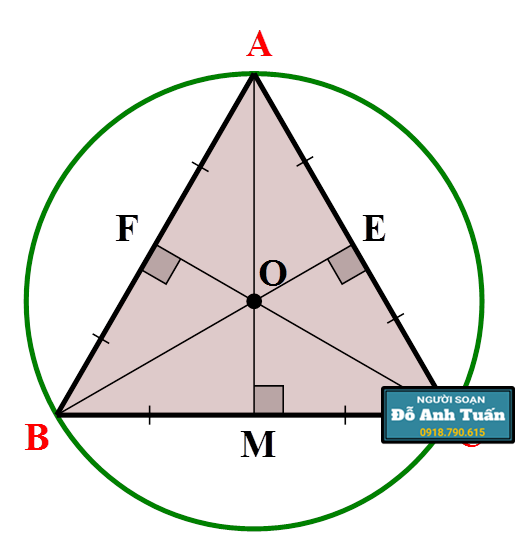 A
F
E
O
B
M
NGƯỜI SOẠN
Đỗ Anh Tuấn
0918.790.615